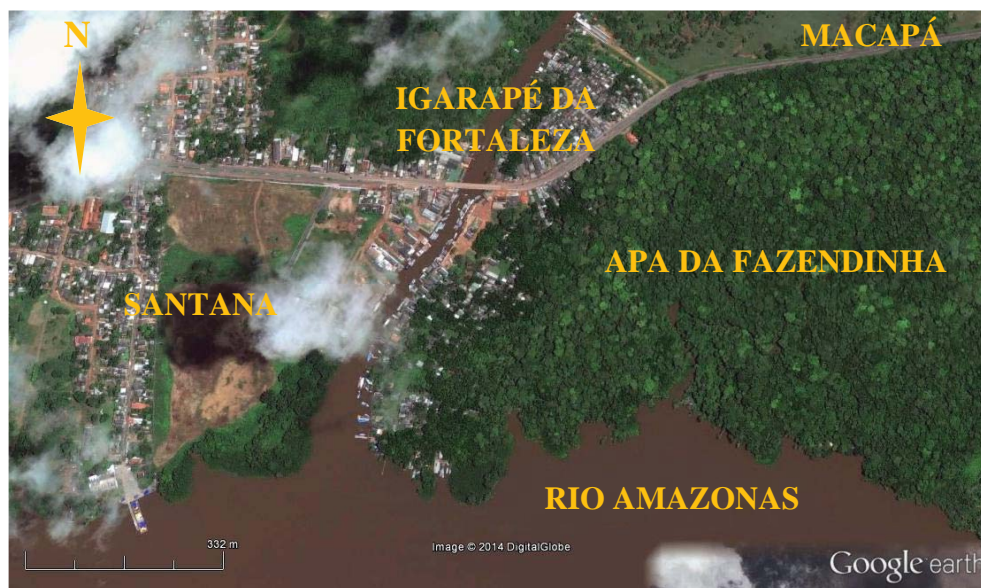 N
MACAPÁ
IGARAPÉ DA
FORTALEZA
APA DA FAZENDINHA
SANTANA
RIO AMAZONAS
332 m
Image © 2014 DigitalGlobe
Google earth